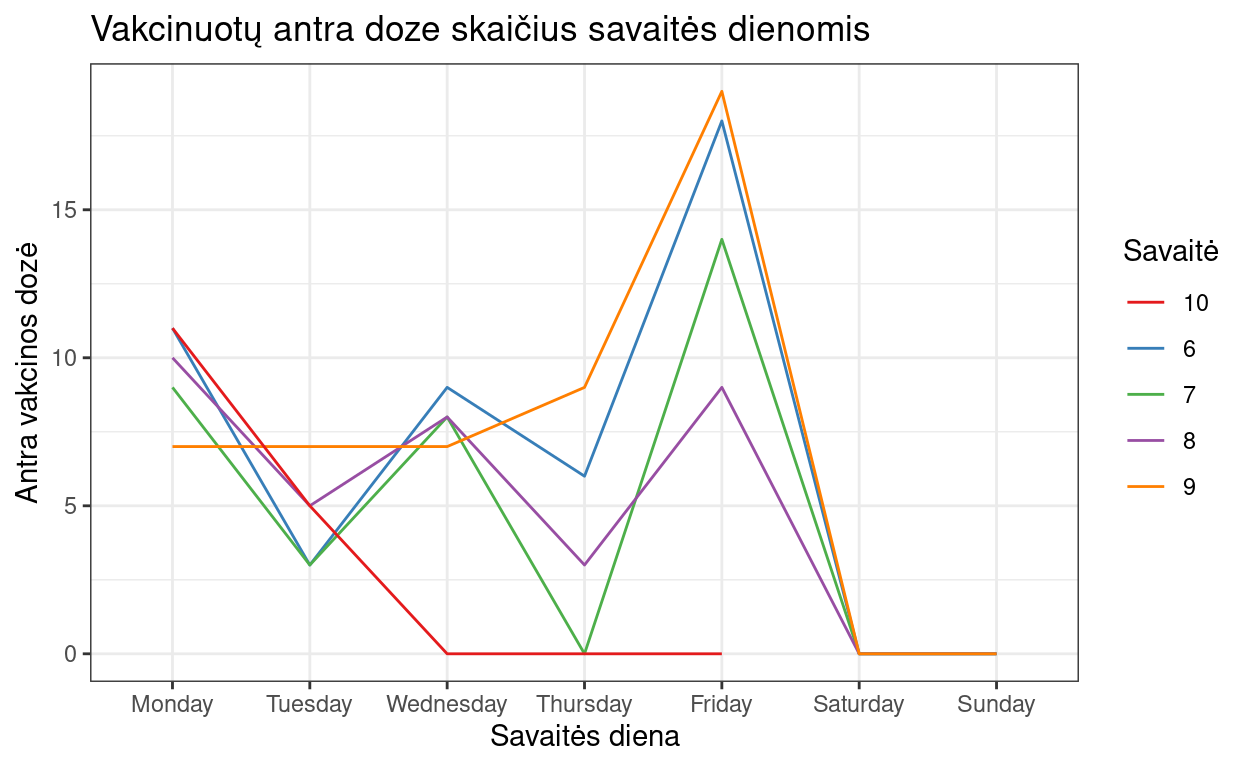 Vakcinuotų antra doze skaičius savaitės dienomis
Antra vakcinos dozė
15
10
5
0
Monday Tuesday Wednesday Thursday Friday Saturday Sunday
Savaitės diena
Savaitė
10
6
7
8
9